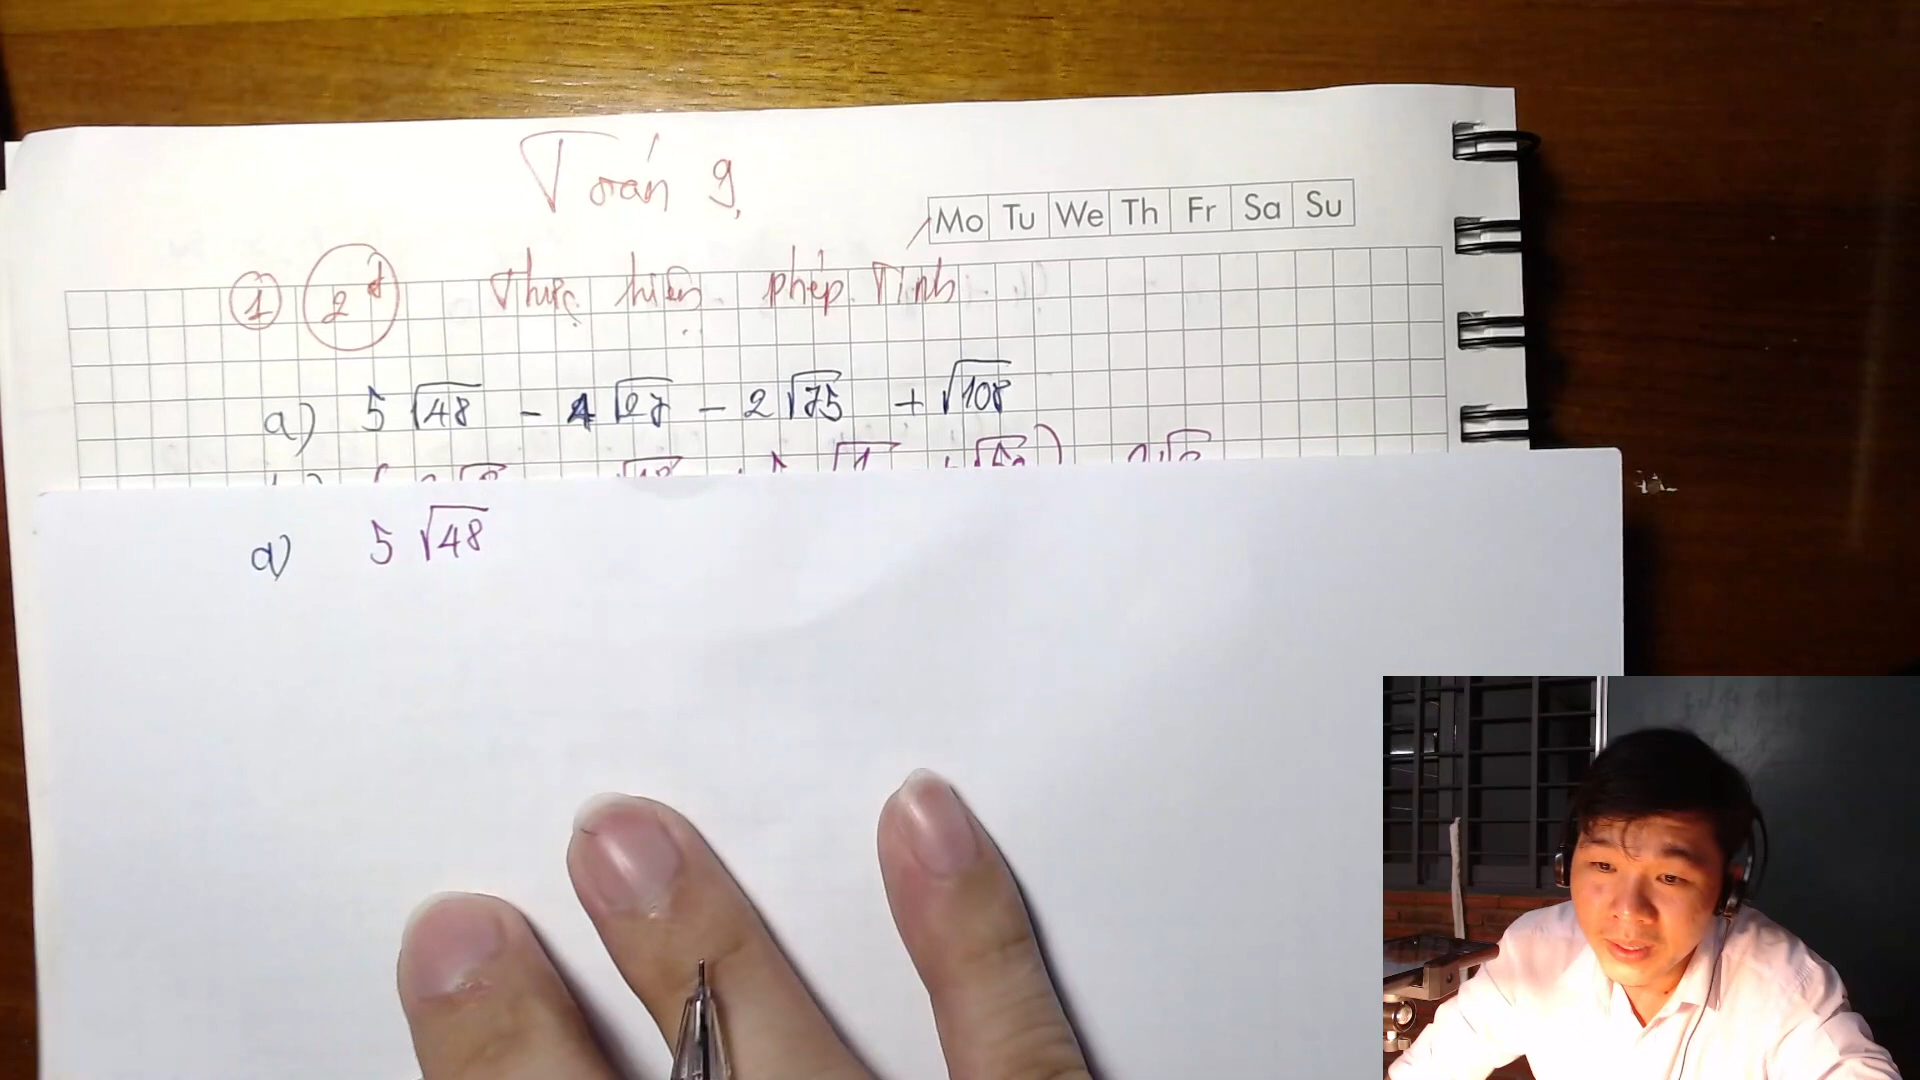 Toán 9
Mo Tu We Th Fr Sa Su
① 2đ Thực hiện phép Tính
a) 5√48 - 4√27 - 2√75 + √108
a) 5√48